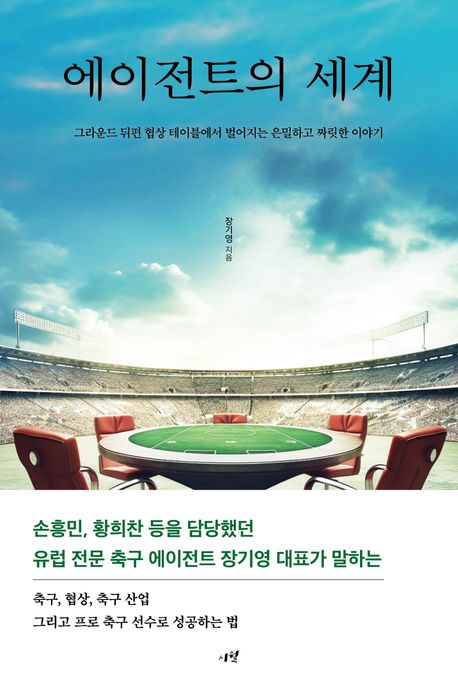 에이전트의 세계
그라운드 뒤편 협상 테이블에서 벌어지는 은밀하고 짜릿한 이야기
장기영 지음
손흥민, 황희찬 등을 담당했던
유럽 전문 축구 에이전트 장기영 대표가 말하는
축구, 협상, 축구 산업
그리고 프로 축구 선수로 성공하는 법
시월